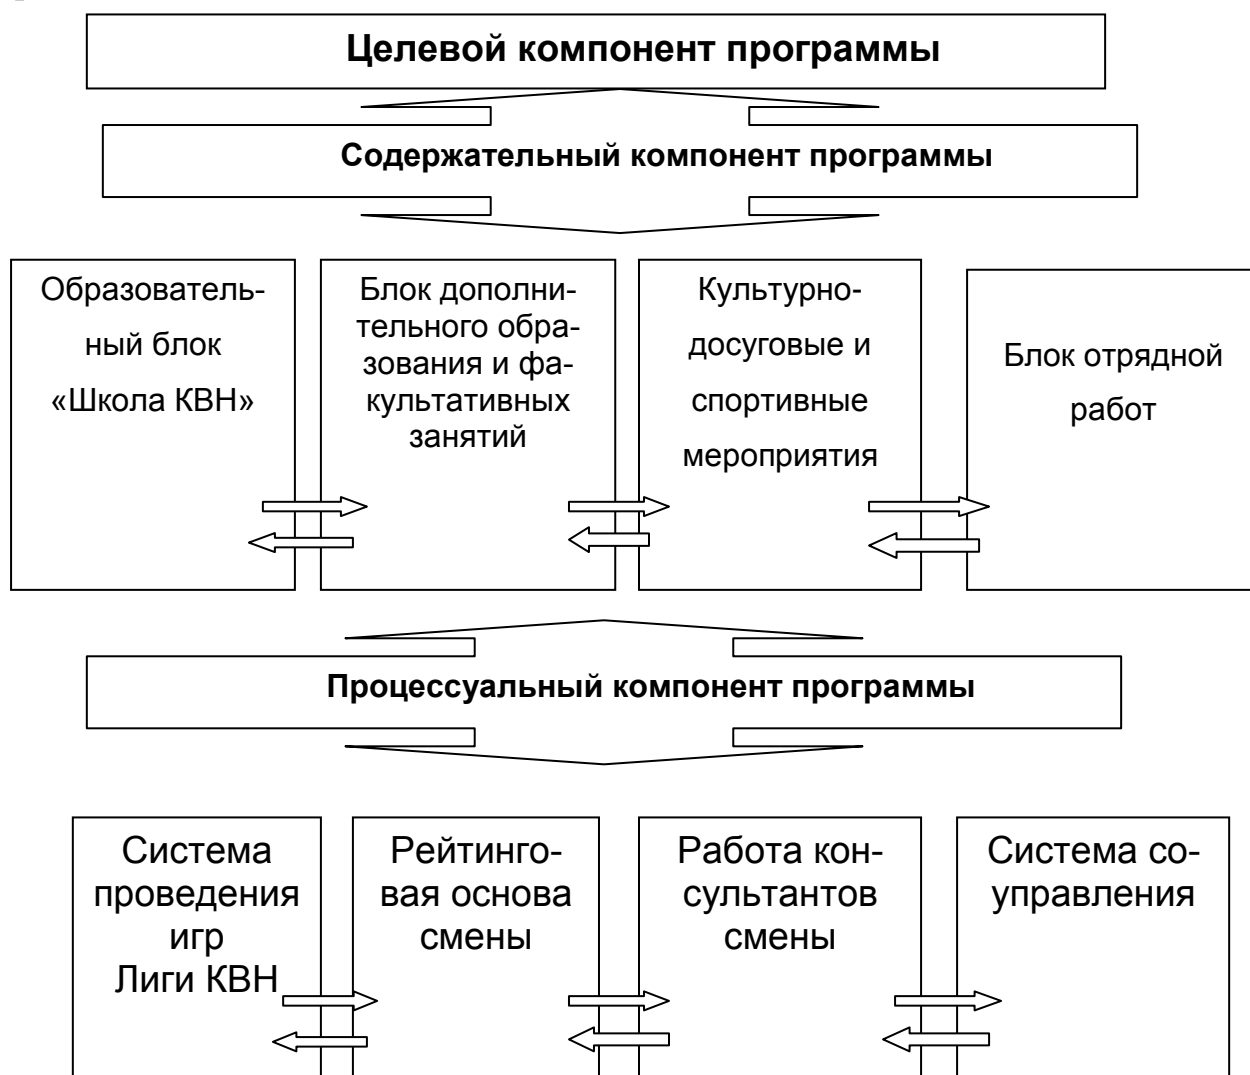 Целевой компонент программы
Содержательный компонент программы
Образователь-
ный блок
«Школа КВН»
Блок дополни-
тельного обра-
зования и фа-
культативных
занятий
Культурно-
досуговые и
спортивные
мероприятия
Блок отрядной
работ
Процессуальный компонент программы
Система
проведения
игр
Лиги КВН
Рейтинго-
вая основа
смены
Работа кон-
сультантов
смены
Система со-
управления